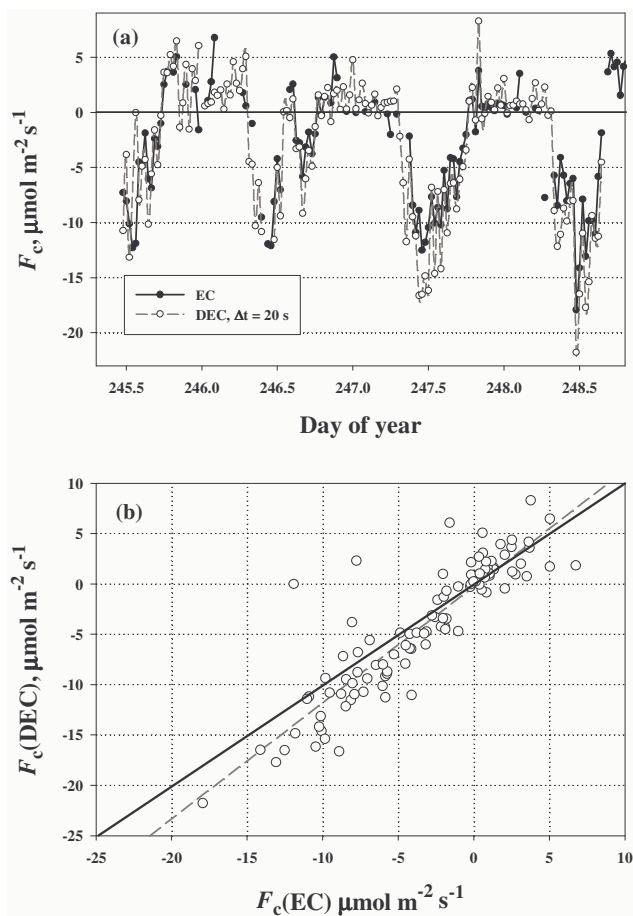 (a)
5
0
-5
-10
-15
-20
F_c, μmol m⁻² s⁻¹
EC
DEC, Δt = 20 s
245.5 246.0 246.5 247.0 247.5 248.0 248.5
Day of year
(b)
10
5
0
-5
-10
-15
-20
-25
F_c(DEC), μmol m⁻² s⁻¹
-25 -20 -15 -10 -5 0 5 10
F_c(EC) μmol m⁻² s⁻¹